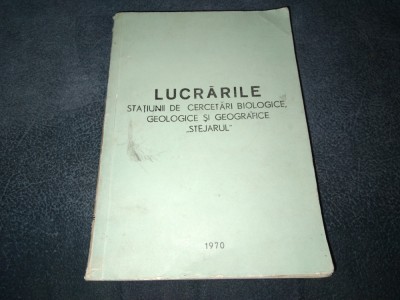 LUCRĂRILE
STAȚIUNII DE CERCETĂRI BIOLOGICE,
GEOLOGICE ȘI GEOGRAFICE
„STEJARUL"
1970